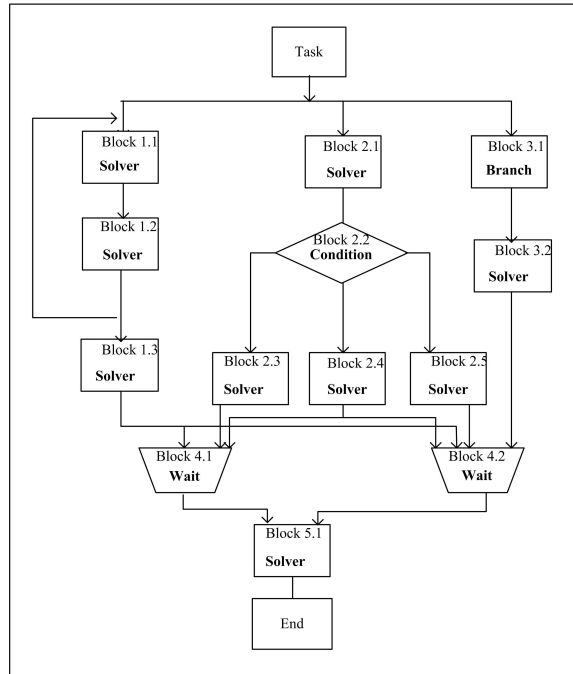 Task
Block 1.1
Solver
Block 2.1
Solver
Block 3.1
Branch
Block 1.2
Solver
Block 2.2
Condition
Block 3.2
Solver
Block 1.3
Solver
Block 2.3
Solver
Block 2.4
Solver
Block 2.5
Solver
Block 4.1
Wait
Block 4.2
Wait
Block 5.1
Solver
End